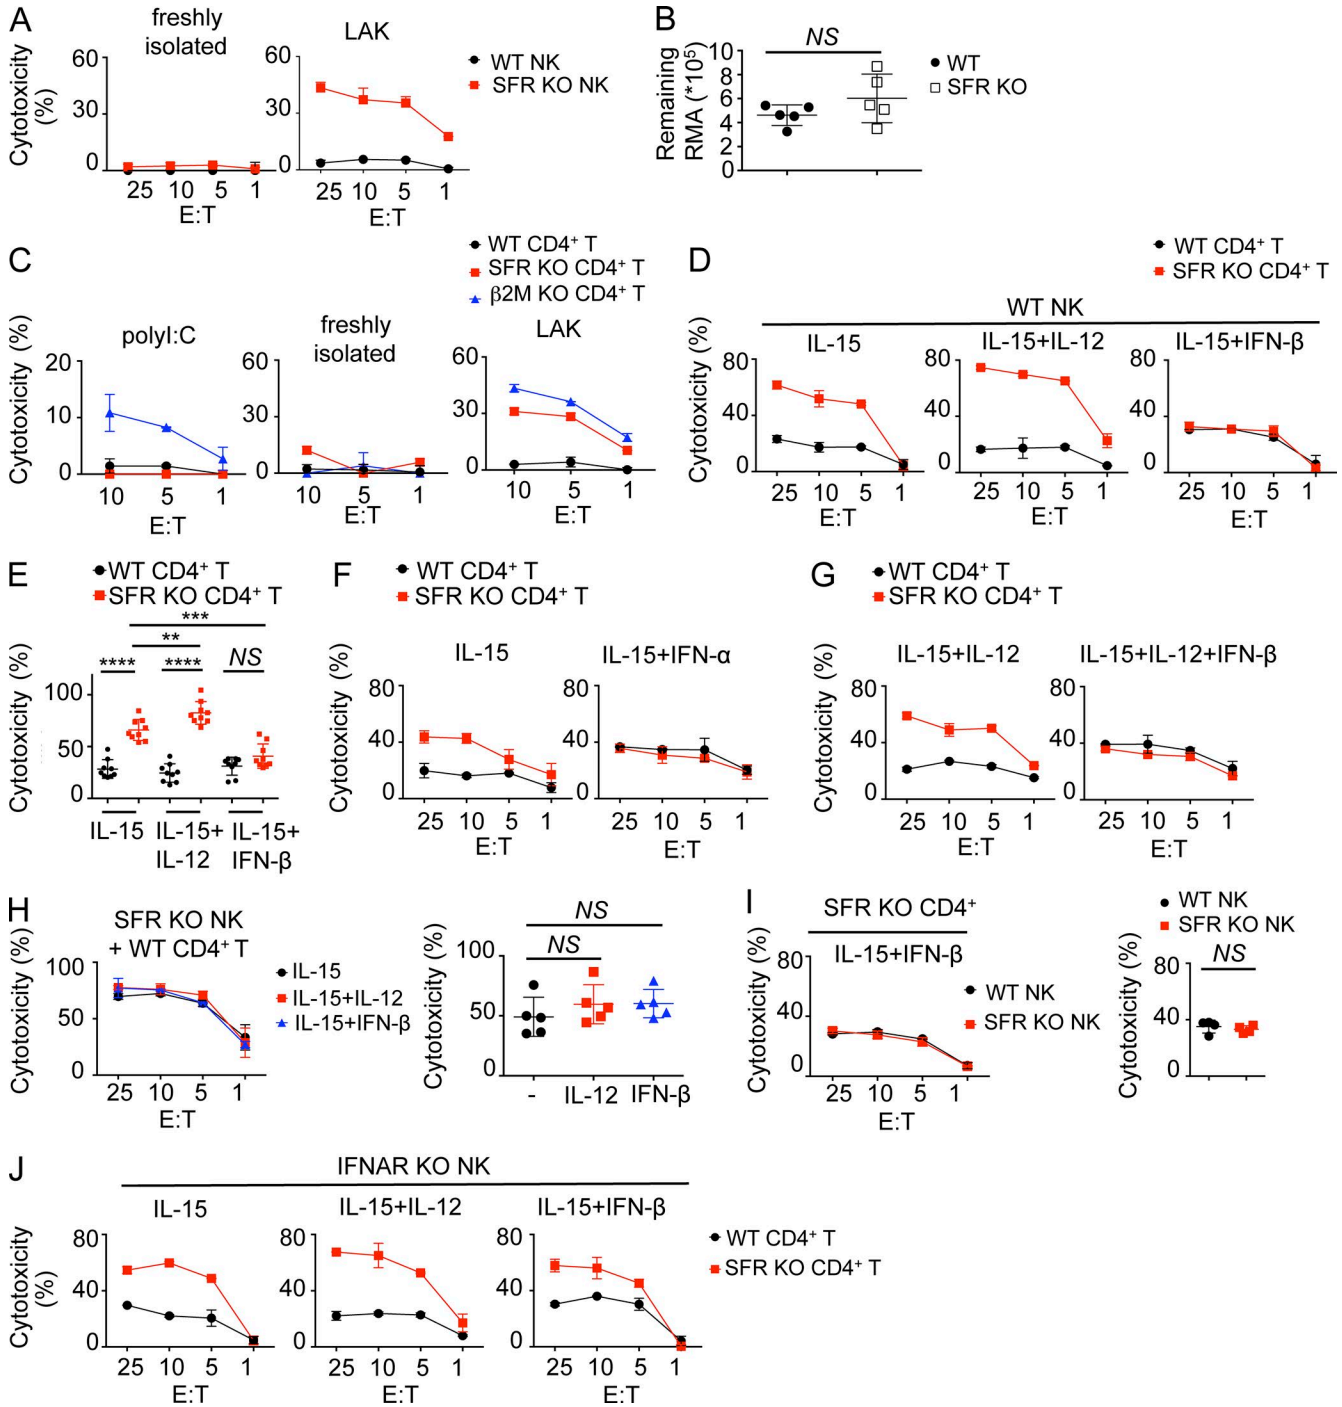 A
freshly
isolated
LAK
WT NK
SFR KO NK
Cytotoxicity
(%)
60
30
0
25 10 5 1
E:T
60
30
0
25 10 5 1
E:T
B
NS
WT
SFR KO
Remaining
RMA (*10⁵)
10
8
6
4
2
0
C
WT CD4⁺ T
SFR KO CD4⁺ T
β2M KO CD4⁺ T
polyI:C
freshly
isolated
LAK
Cytotoxicity (%)
20
10
0
10 5 1
E:T
60
30
0
10 5 1
E:T
60
30
0
10 5 1
E:T
D
WT CD4⁺ T
SFR KO CD4⁺ T
WT NK
IL-15
IL-15+IL-12
IL-15+IFN-β
Cytotoxicity (%)
80
40
0
25 10 5 1
E:T
80
40
0
25 10 5 1
E:T
80
40
0
25 10 5 1
E:T
E
WT CD4⁺ T
SFR KO CD4⁺ T
***
**
**** **** NS
Cytotoxicity (%)
100
50
0
IL-15 IL-15+ IL-15+
IL-12 IFN-β
F
WT CD4⁺ T
SFR KO CD4⁺ T
IL-15
IL-15+IFN-α
Cytotoxicity (%)
80
40
0
25 10 5 1
E:T
80
40
0
25 10 5 1
E:T
G
WT CD4⁺ T
SFR KO CD4⁺ T
IL-15+IL-12
IL-15+IL-12+IFN-β
Cytotoxicity (%)
80
40
0
25 10 5 1
E:T
80
40
0
25 10 5 1
E:T
H
SFR KO NK
+ WT CD4⁺ T
Cytotoxicity (%)
100
50
0
25 10 5 1
E:T
IL-15
IL-15+IL-12
IL-15+IFN-β
NS
NS
Cytotoxicity (%)
100
50
0
- IL-12 IFN-β
I
SFR KO CD4⁺
IL-15+IFN-β
Cytotoxicity (%)
80
40
0
25 10 5 1
E:T
WT NK
SFR KO NK
WT NK
SFR KO NK
NS
Cytotoxicity (%)
80
40
0
J
IFNAR KO NK
IL-15
IL-15+IL-12
IL-15+IFN-β
Cytotoxicity
(%)
80
40
0
25 10 5 1
E:T
80
40
0
25 10 5 1
E:T
80
40
0
25 10 5 1
E:T
WT CD4⁺ T
SFR KO CD4⁺ T